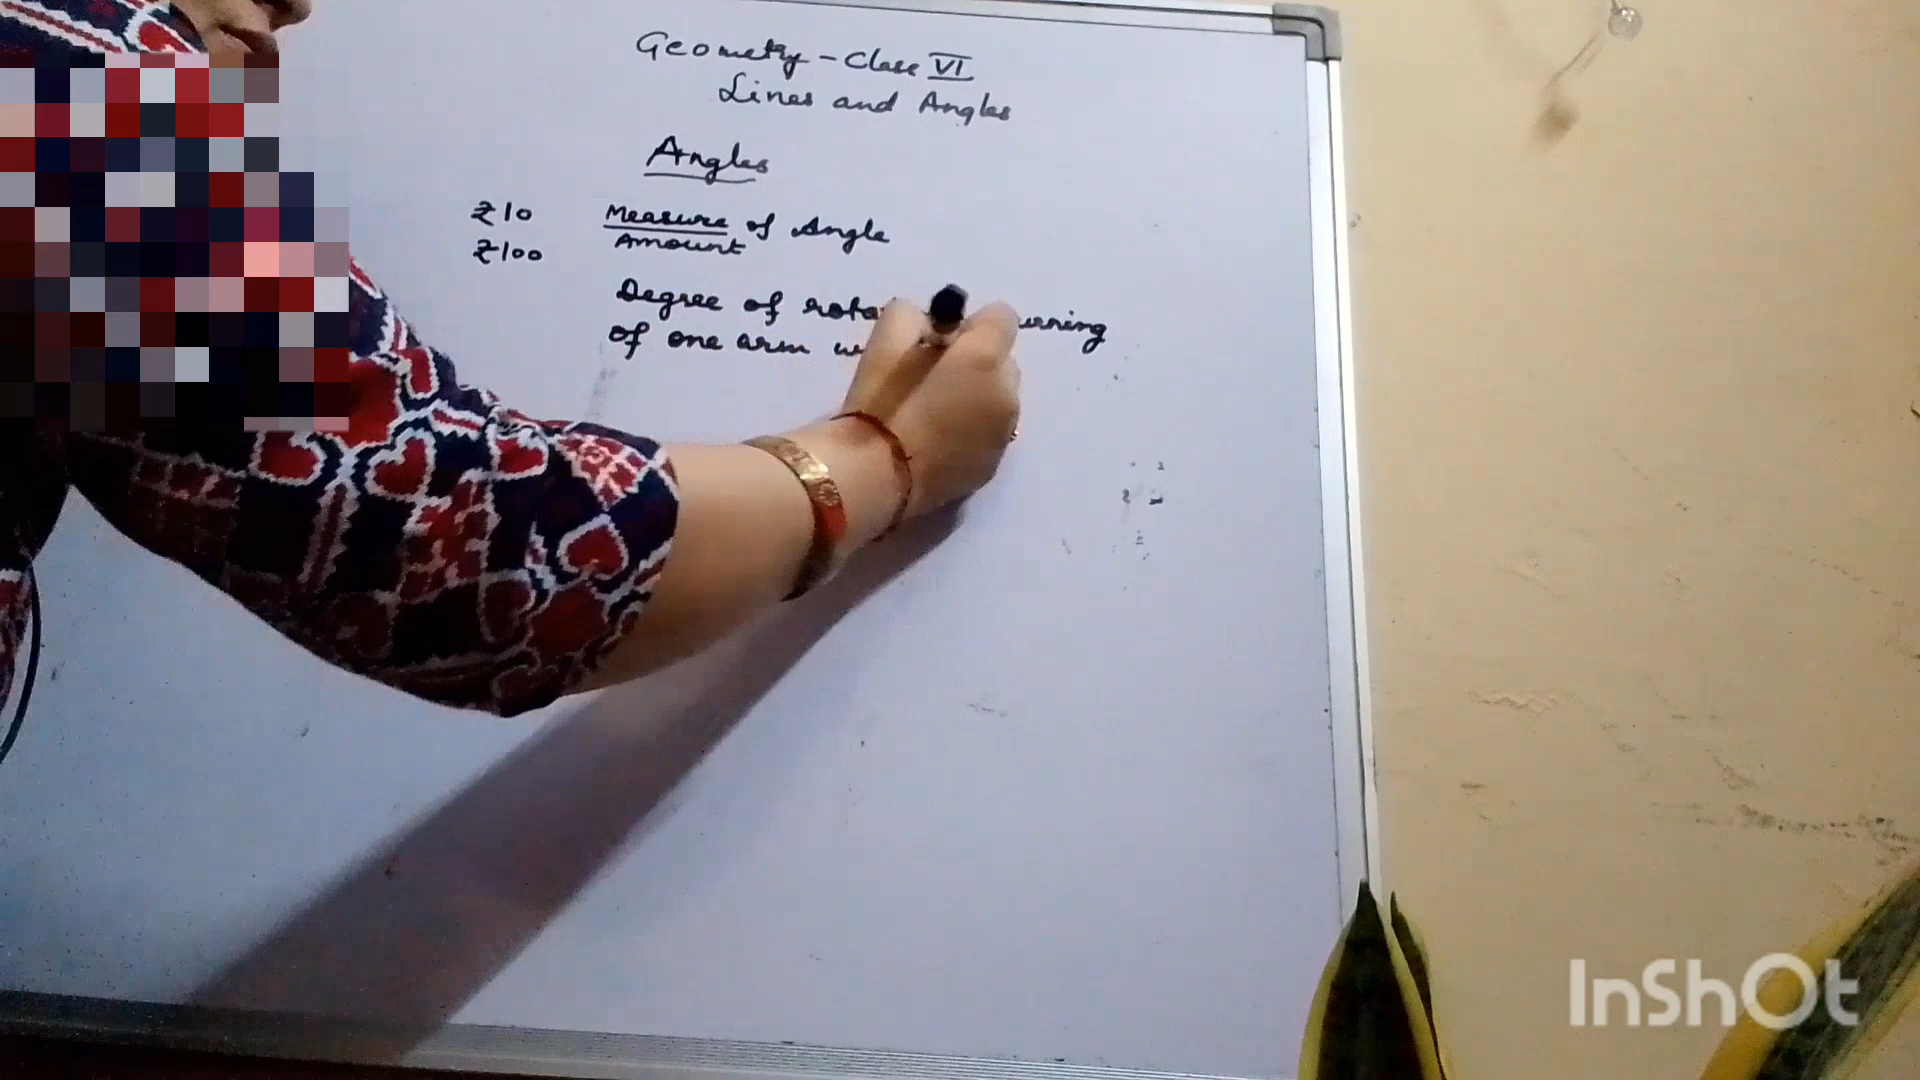 Geometry - Class VI
Lines and Angles
Angles
₹10 Measure of Angle
₹100 Amount
Degree of rota urning
of one arm w
InShOt